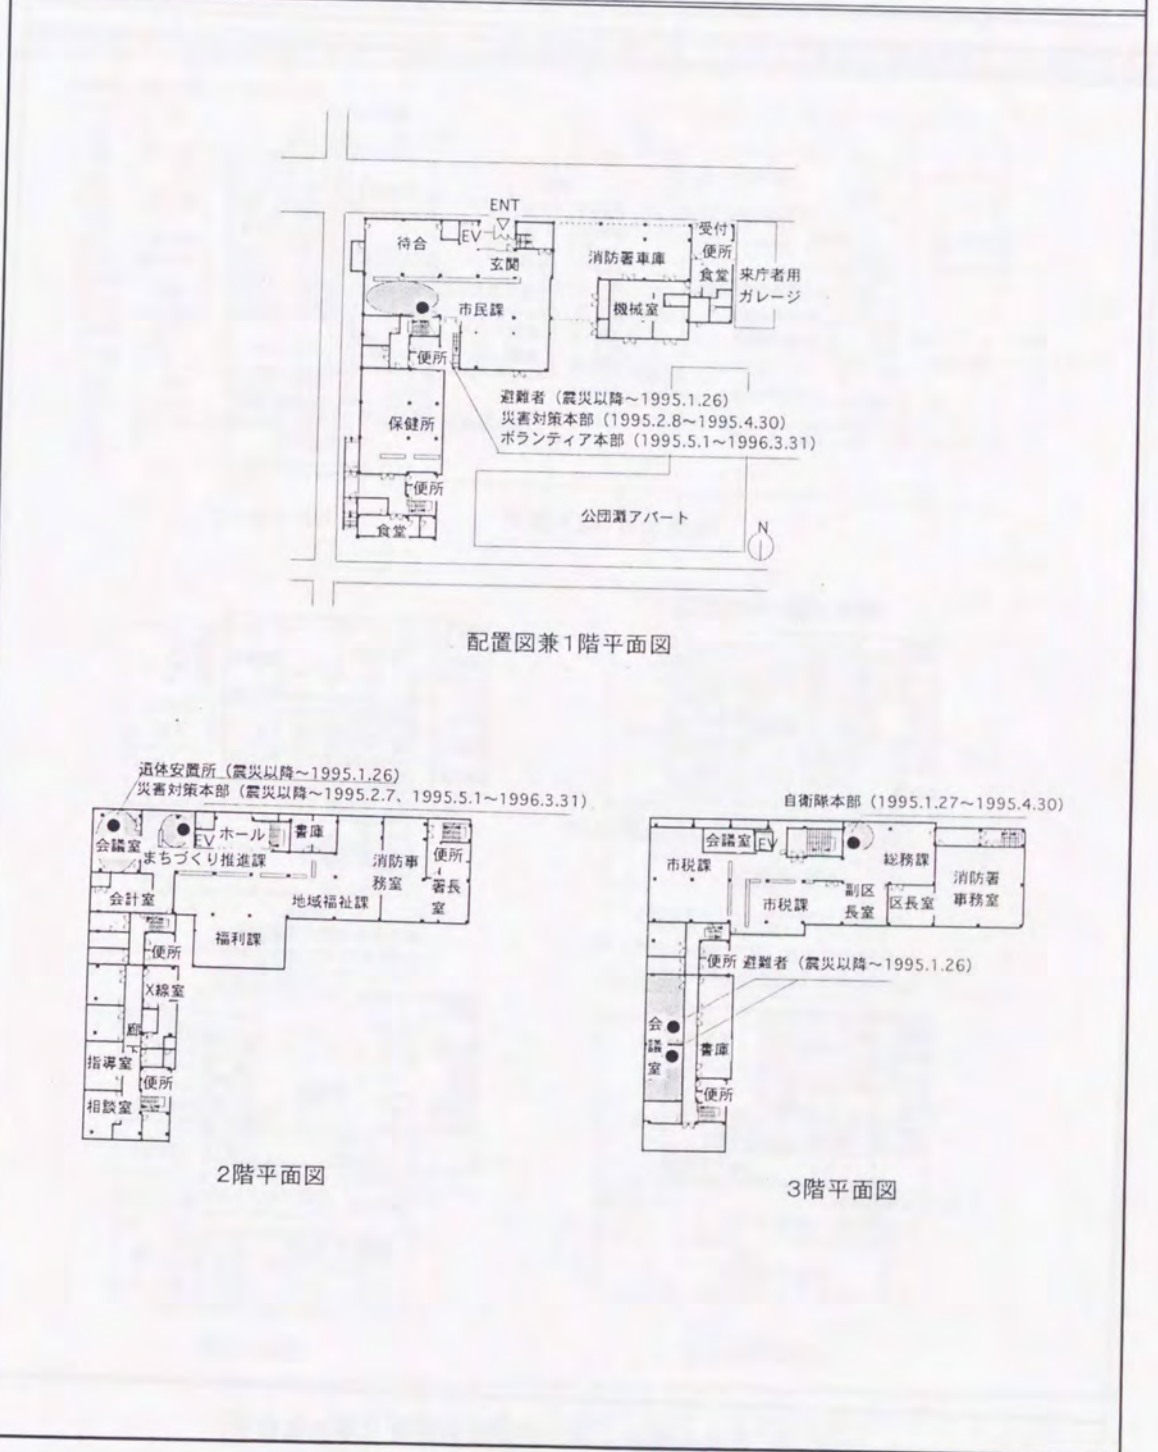 ENT
EV
待合
玄関
消防署車庫
受付
便所
食堂
来庁者用
ガレージ
市民課
機械室
便所
避難者（震災以降～1995.1.26）
災害対策本部（1995.2.8～1995.4.30）
ボランティア本部（1995.5.1～1996.3.31）
保健所
便所
公団灘アパート
食堂
N
配置図兼1階平面図
遺体安置所（震災以降～1995.1.26）
災害対策本部（震災以降～1995.2.7、1995.5.1～1996.3.31）
会議室
EV
ホール
書庫
まちづくり推進課
消防事
務室
便所
署長
室
会計室
地域福祉課
福利課
便所
X線室
廊
下
指導室
便所
相談室
2階平面図
自衛隊本部（1995.1.27～1995.4.30）
会議室
EV
市税課
総務課
消防署
事務室
市税課
副区
長室
区長室
便所
避難者（震災以降～1995.1.26）
会
議
室
書庫
便所
3階平面図